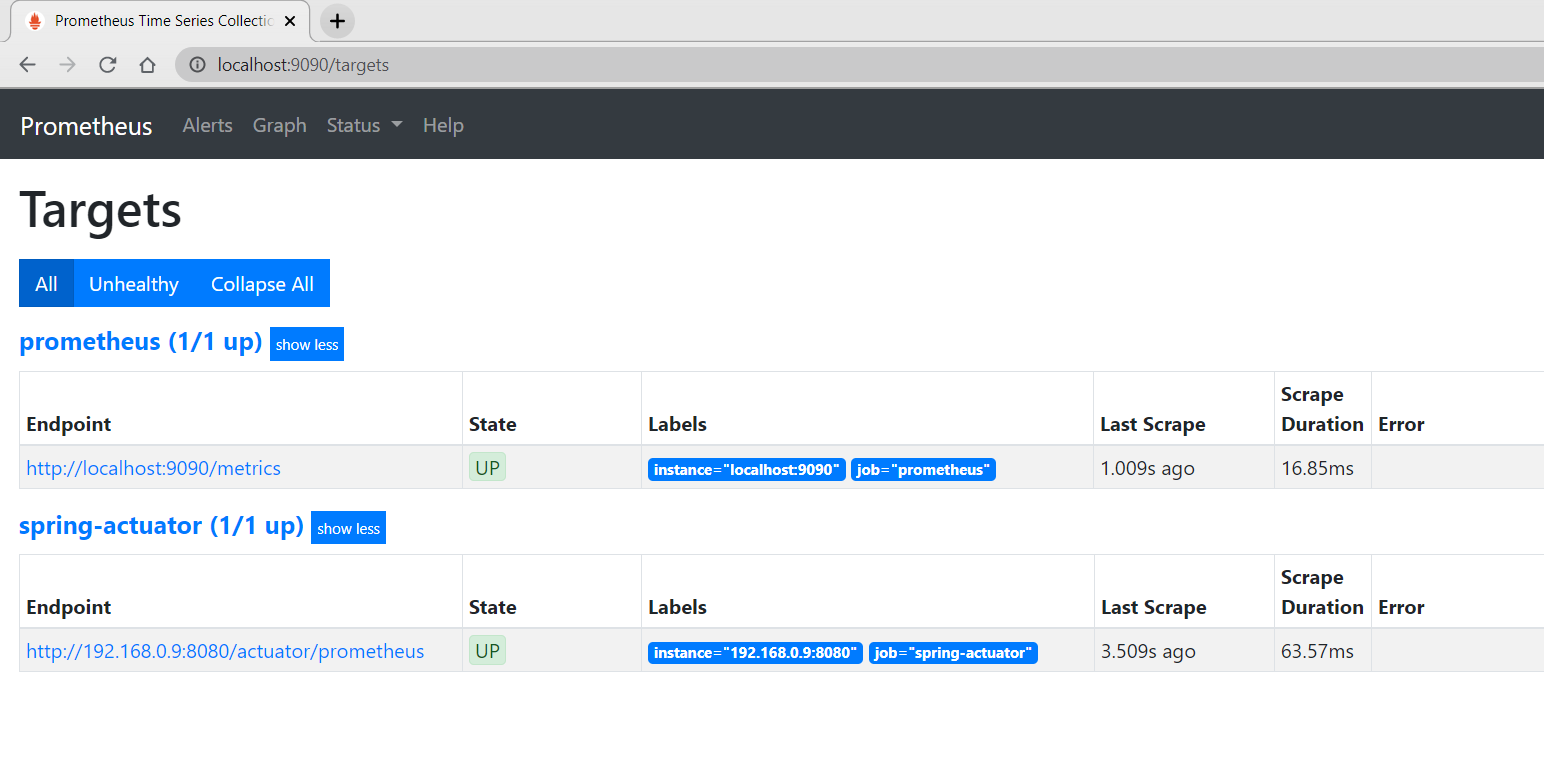 Prometheus Time Series Collectio
localhost:9090/targets
Prometheus Alerts Graph Status Help
Targets
All Unhealthy Collapse All
prometheus (1/1 up) show less
Endpoint State Labels Last Scrape Scrape Duration Error
http://localhost:9090/metrics UP instance="localhost:9090" job="prometheus" 1.009s ago 16.85ms
spring-actuator (1/1 up) show less
Endpoint State Labels Last Scrape Scrape Duration Error
http://192.168.0.9:8080/actuator/prometheus UP instance="192.168.0.9:8080" job="spring-actuator" 3.509s ago 63.57ms